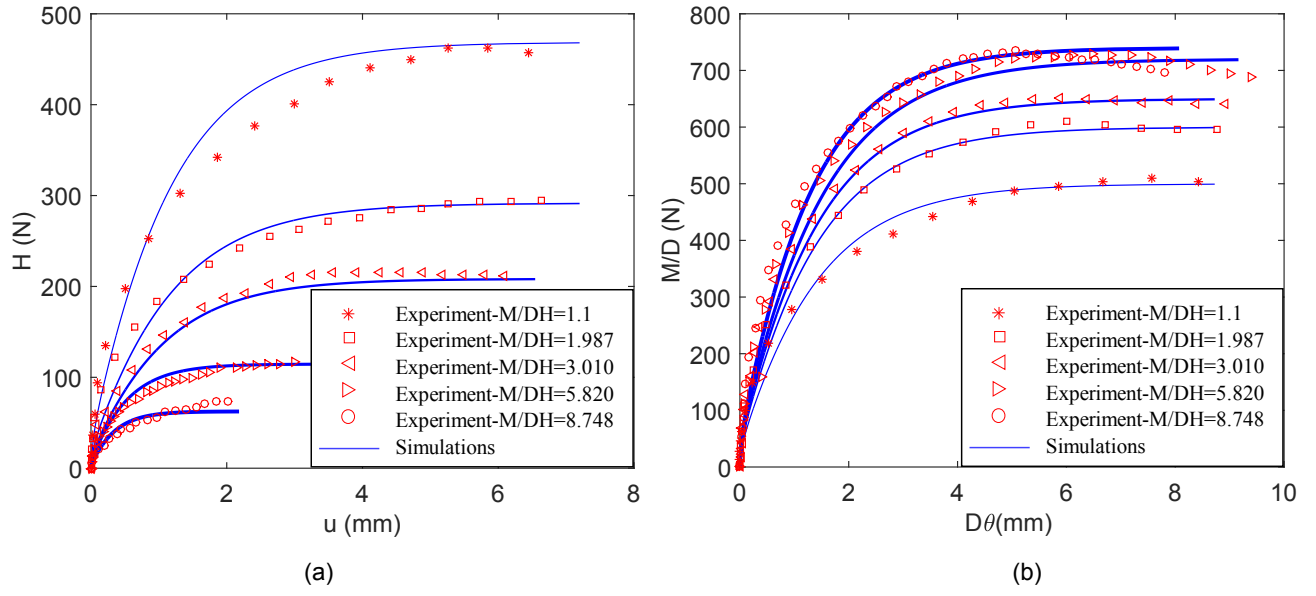 500
400
300
200
100
0
H (N)
0 2 4 6 8
u (mm)
Experiment-M/DH=1.1
Experiment-M/DH=1.987
Experiment-M/DH=3.010
Experiment-M/DH=5.820
Experiment-M/DH=8.748
Simulations
(a)
800
700
600
500
400
300
200
100
0
M/D (N)
0 2 4 6 8 10
Dθ(mm)
Experiment-M/DH=1.1
Experiment-M/DH=1.987
Experiment-M/DH=3.010
Experiment-M/DH=5.820
Experiment-M/DH=8.748
Simulations
(b)